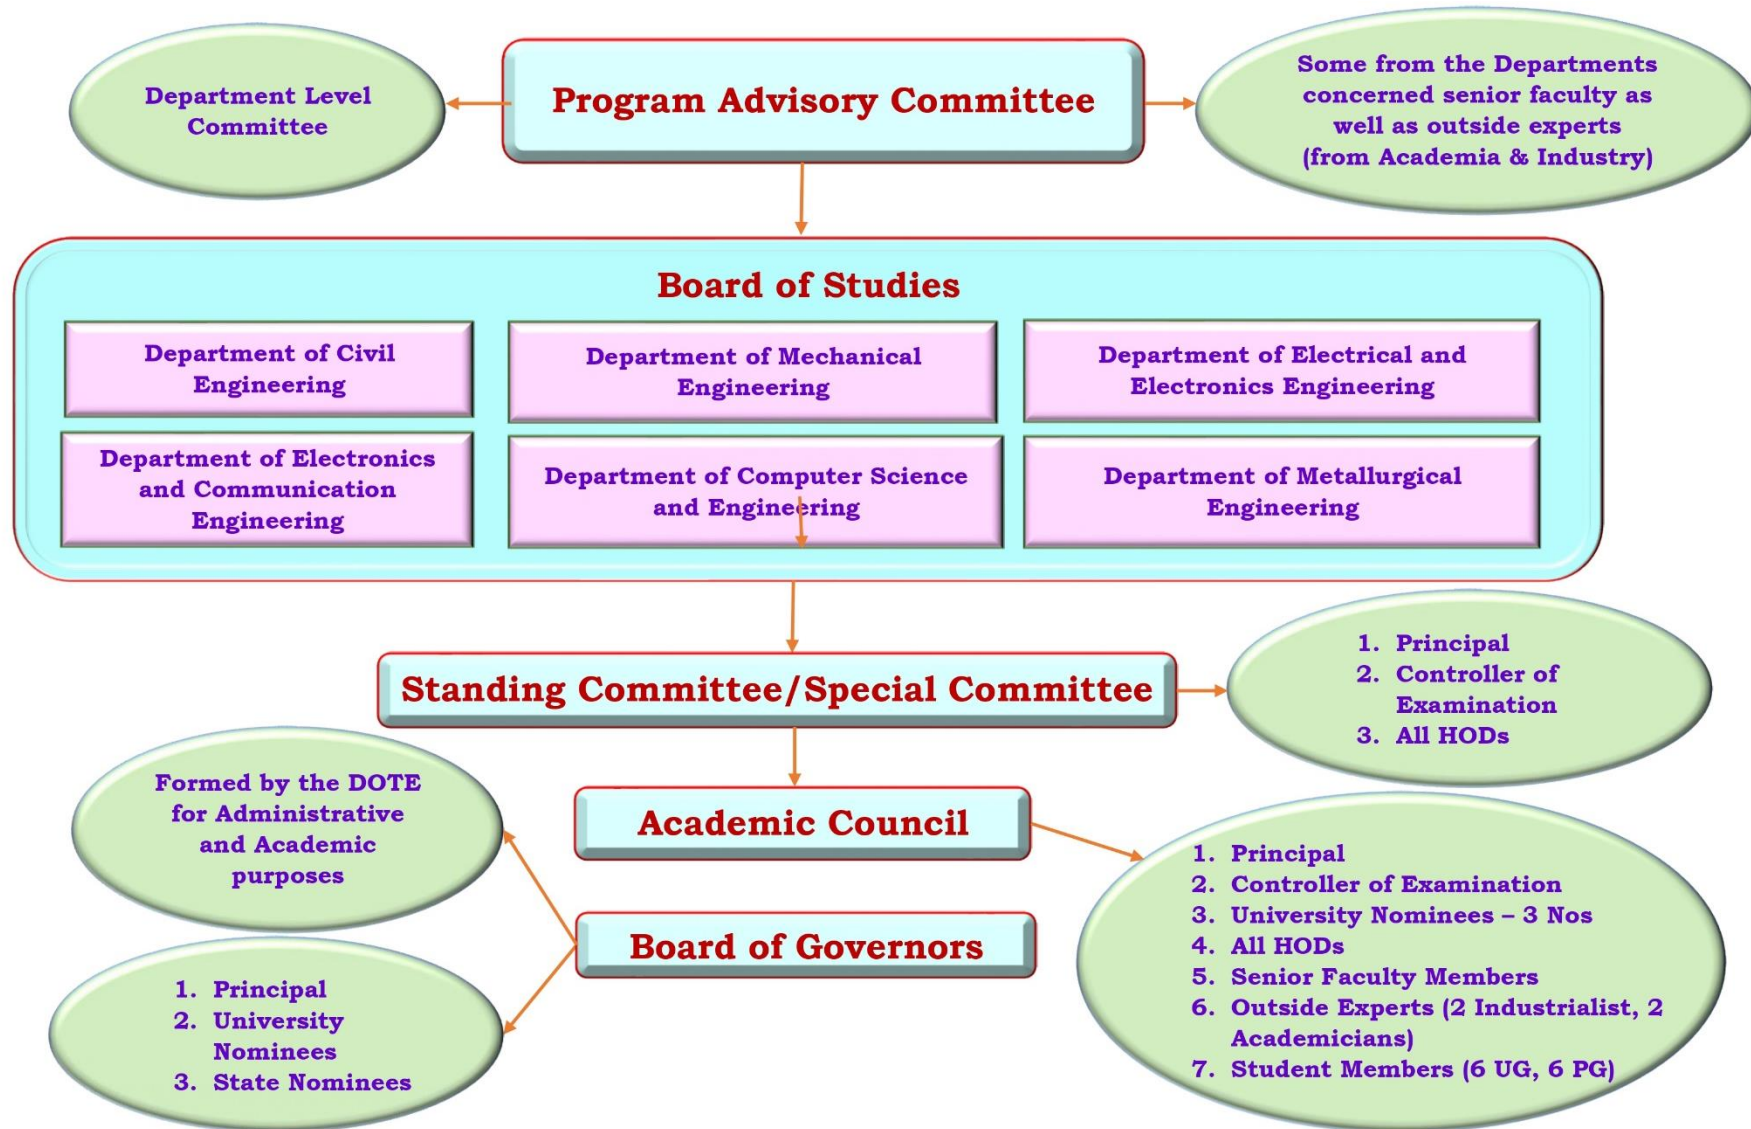 Department Level
Committee
Program Advisory Committee
Some from the Departments
concerned senior faculty as
well as outside experts
(from Academia & Industry)
Board of Studies
Department of Civil
Engineering
Department of Mechanical
Engineering
Department of Electrical and
Electronics Engineering
Department of Electronics
and Communication
Engineering
Department of Computer Science
and Engineering
Department of Metallurgical
Engineering
Standing Committee/Special Committee
1. Principal
2. Controller of
Examination
3. All HODs
Formed by the DOTE
for Administrative
and Academic
purposes
Academic Council
1. Principal
2. Controller of Examination
3. University Nominees – 3 Nos
4. All HODs
5. Senior Faculty Members
6. Outside Experts (2 Industrialist, 2
Academicians)
7. Student Members (6 UG, 6 PG)
Board of Governors
1. Principal
2. University
Nominees
3. State Nominees